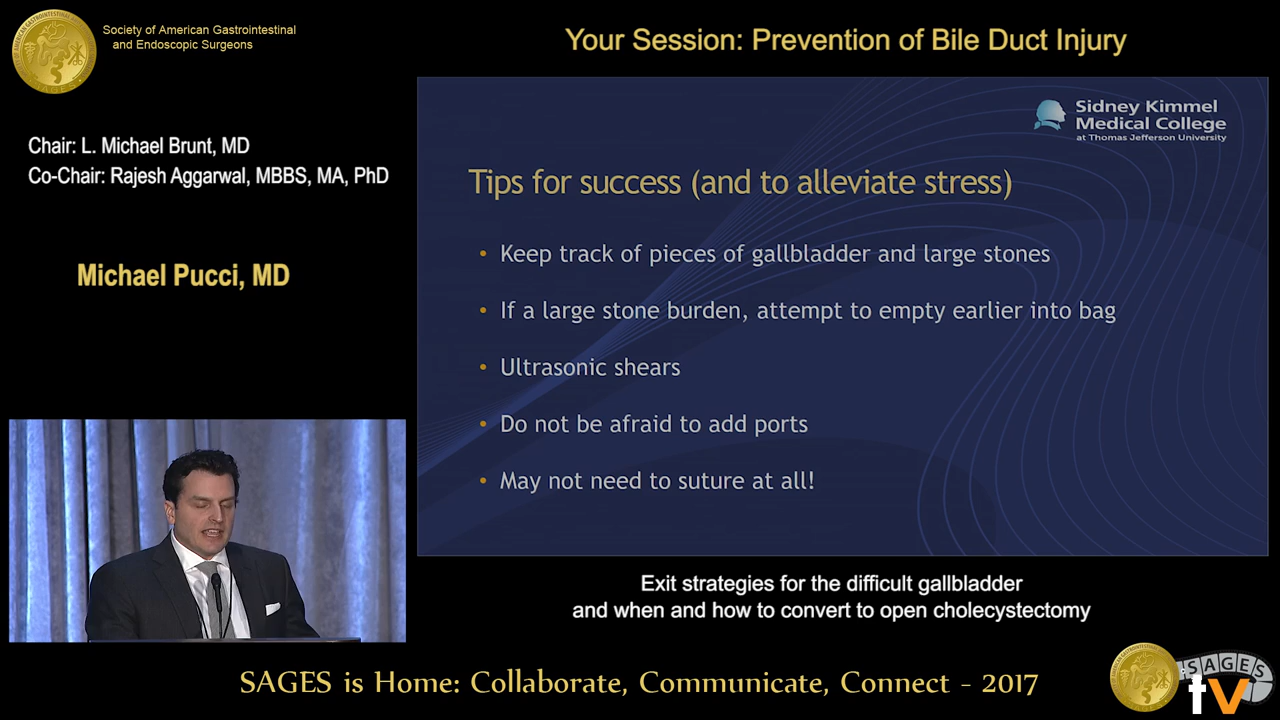 Society of American Gastrointestinal
and Endoscopic Surgeons
Your Session: Prevention of Bile Duct Injury
Chair: L. Michael Brunt, MD
Co-Chair: Rajesh Aggarwal, MBBS, MA, PhD
Michael Pucci, MD
Sidney Kimmel
Medical College
at Thomas Jefferson University
Tips for success (and to alleviate stress)
• Keep track of pieces of gallbladder and large stones
• If a large stone burden, attempt to empty earlier into bag
• Ultrasonic shears
• Do not be afraid to add ports
• May not need to suture at all!
Exit strategies for the difficult gallbladder
and when and how to convert to open cholecystectomy
SAGES is Home: Collaborate, Communicate, Connect - 2017
SAGES
tv